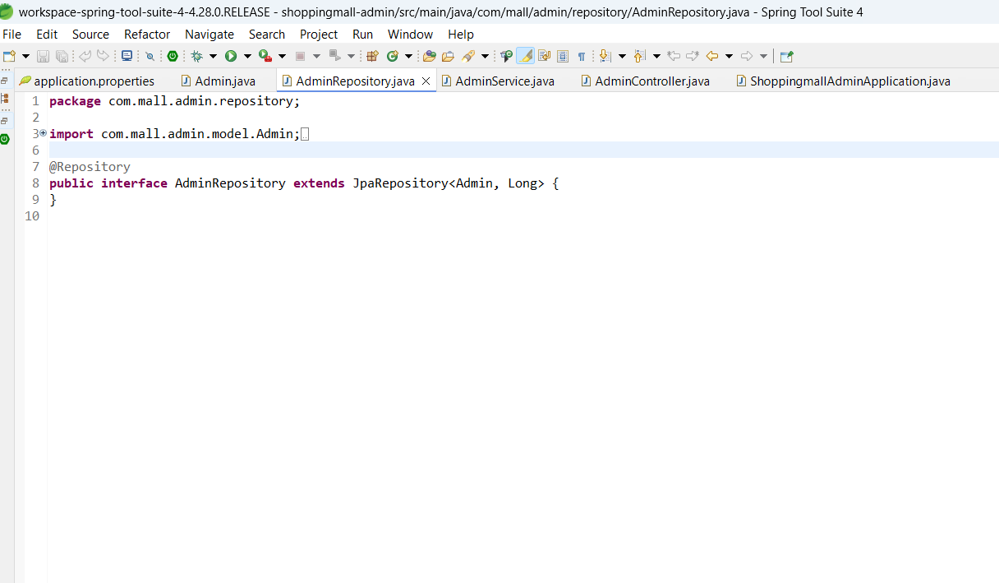 workspace-spring-tool-suite-4-4.28.0.RELEASE - shoppingmall-admin/src/main/java/com/mall/admin/repository/AdminRepository.java - Spring Tool Suite 4
File Edit Source Refactor Navigate Search Project Run Window Help
application.properties Admin.java AdminRepository.java AdminService.java AdminController.java ShoppingmallAdminApplication.java
1 package com.mall.admin.repository;
2
3 import com.mall.admin.model.Admin;
6
7 @Repository
8 public interface AdminRepository extends JpaRepository<Admin, Long> {
9 }
10